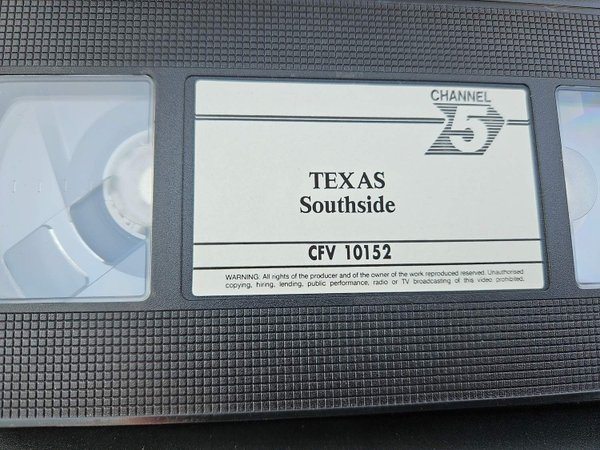 CHANNEL
5
TEXAS
Southside
CFV 10152
WARNING: All rights of the producer and of the owner of the work reproduced reserved. Unauthorised
copying, hiring, lending, public performance, radio or TV broadcasting of this video prohibited.